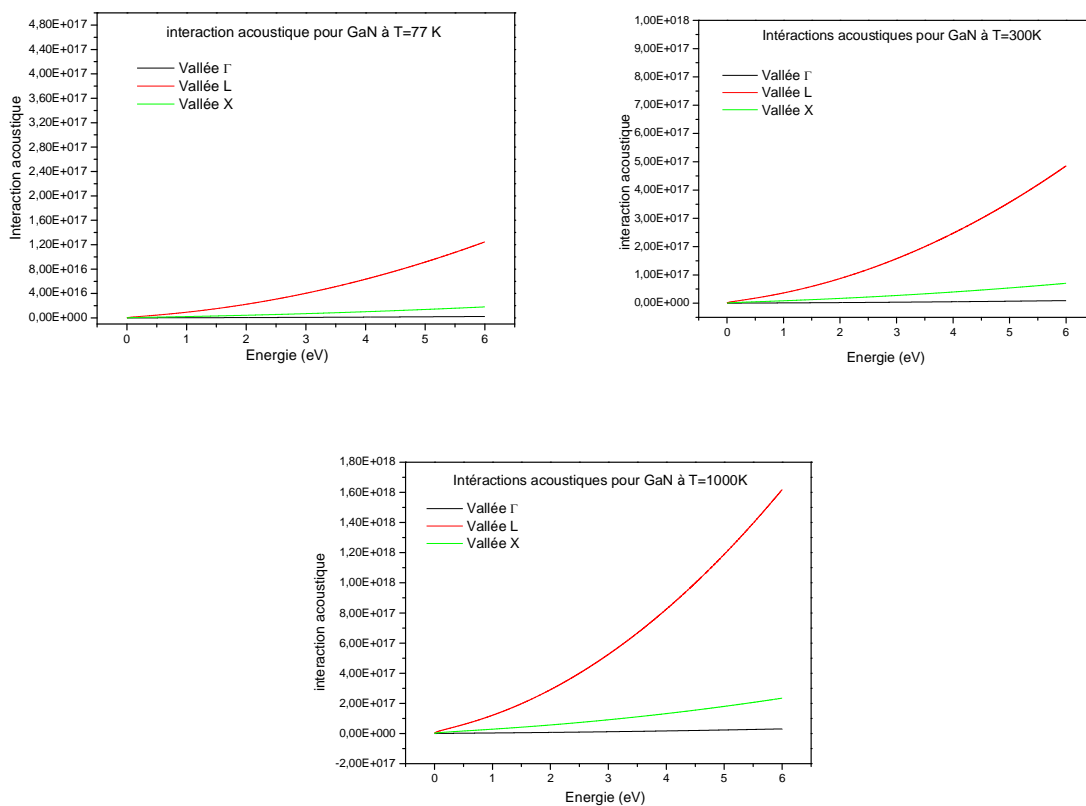 interaction acoustique pour GaN à T=77 K
Vallée Γ
Vallée L
Vallée X
Interaction acoustique
4,80E+017
4,40E+017
4,00E+017
3,60E+017
3,20E+017
2,80E+017
2,40E+017
2,00E+017
1,60E+017
1,20E+017
8,00E+016
4,00E+016
0,00E+000
0 1 2 3 4 5 6
Energie (eV)
Intéractions acoustiques pour GaN à T=300K
Vallée Γ
Vallée L
Vallée X
interaction acoustique
1,00E+018
9,00E+017
8,00E+017
7,00E+017
6,00E+017
5,00E+017
4,00E+017
3,00E+017
2,00E+017
1,00E+017
0,00E+000
0 1 2 3 4 5 6
Energie (eV)
Intéractions acoustiques pour GaN à T=1000K
Vallée Γ
Vallée L
Vallée X
interaction acoustique
1,80E+018
1,60E+018
1,40E+018
1,20E+018
1,00E+018
8,00E+017
6,00E+017
4,00E+017
2,00E+017
0,00E+000
-2,00E+017
0 1 2 3 4 5 6
Energie (eV)